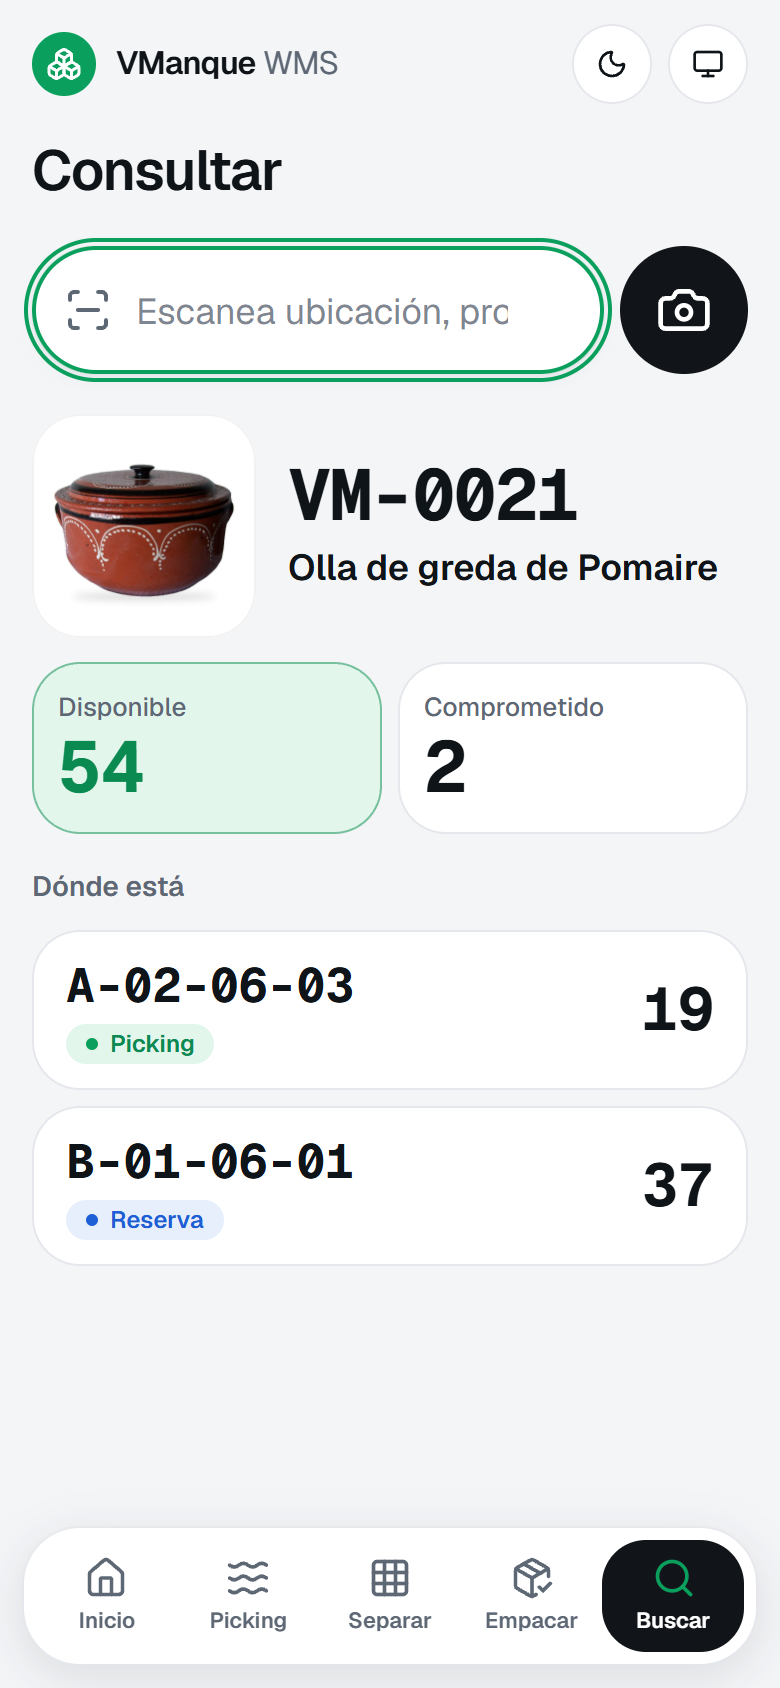 VManque WMS
Consultar
Escanea ubicación, pro
VM-0021
Olla de greda de Pomaire
Disponible
54
Comprometido
2
Dónde está
A-02-06-03
19
Picking
B-01-06-01
37
Reserva
Inicio
Picking
Separar
Empacar
Buscar